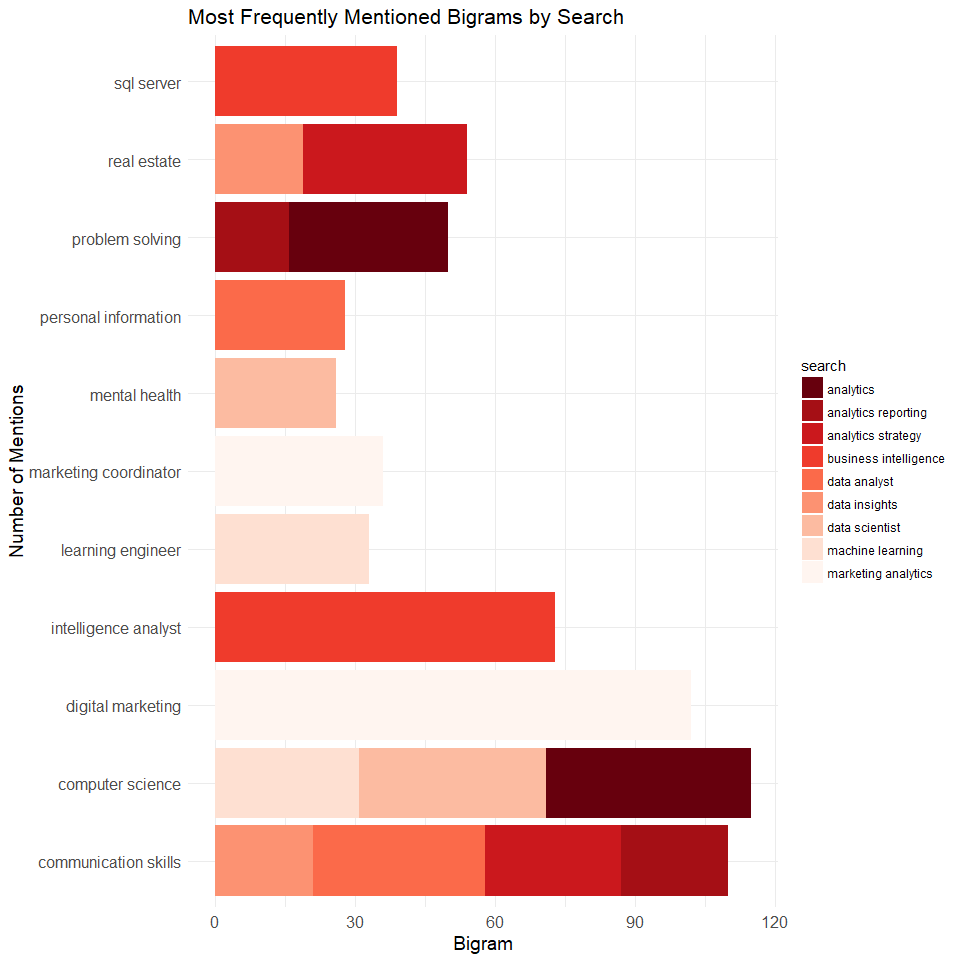 Most Frequently Mentioned Bigrams by Search
Number of Mentions
sql server
real estate
problem solving
personal information
mental health
marketing coordinator
learning engineer
intelligence analyst
digital marketing
computer science
communication skills
0 30 60 90 120
Bigram
search
analytics
analytics reporting
analytics strategy
business intelligence
data analyst
data insights
data scientist
machine learning
marketing analytics